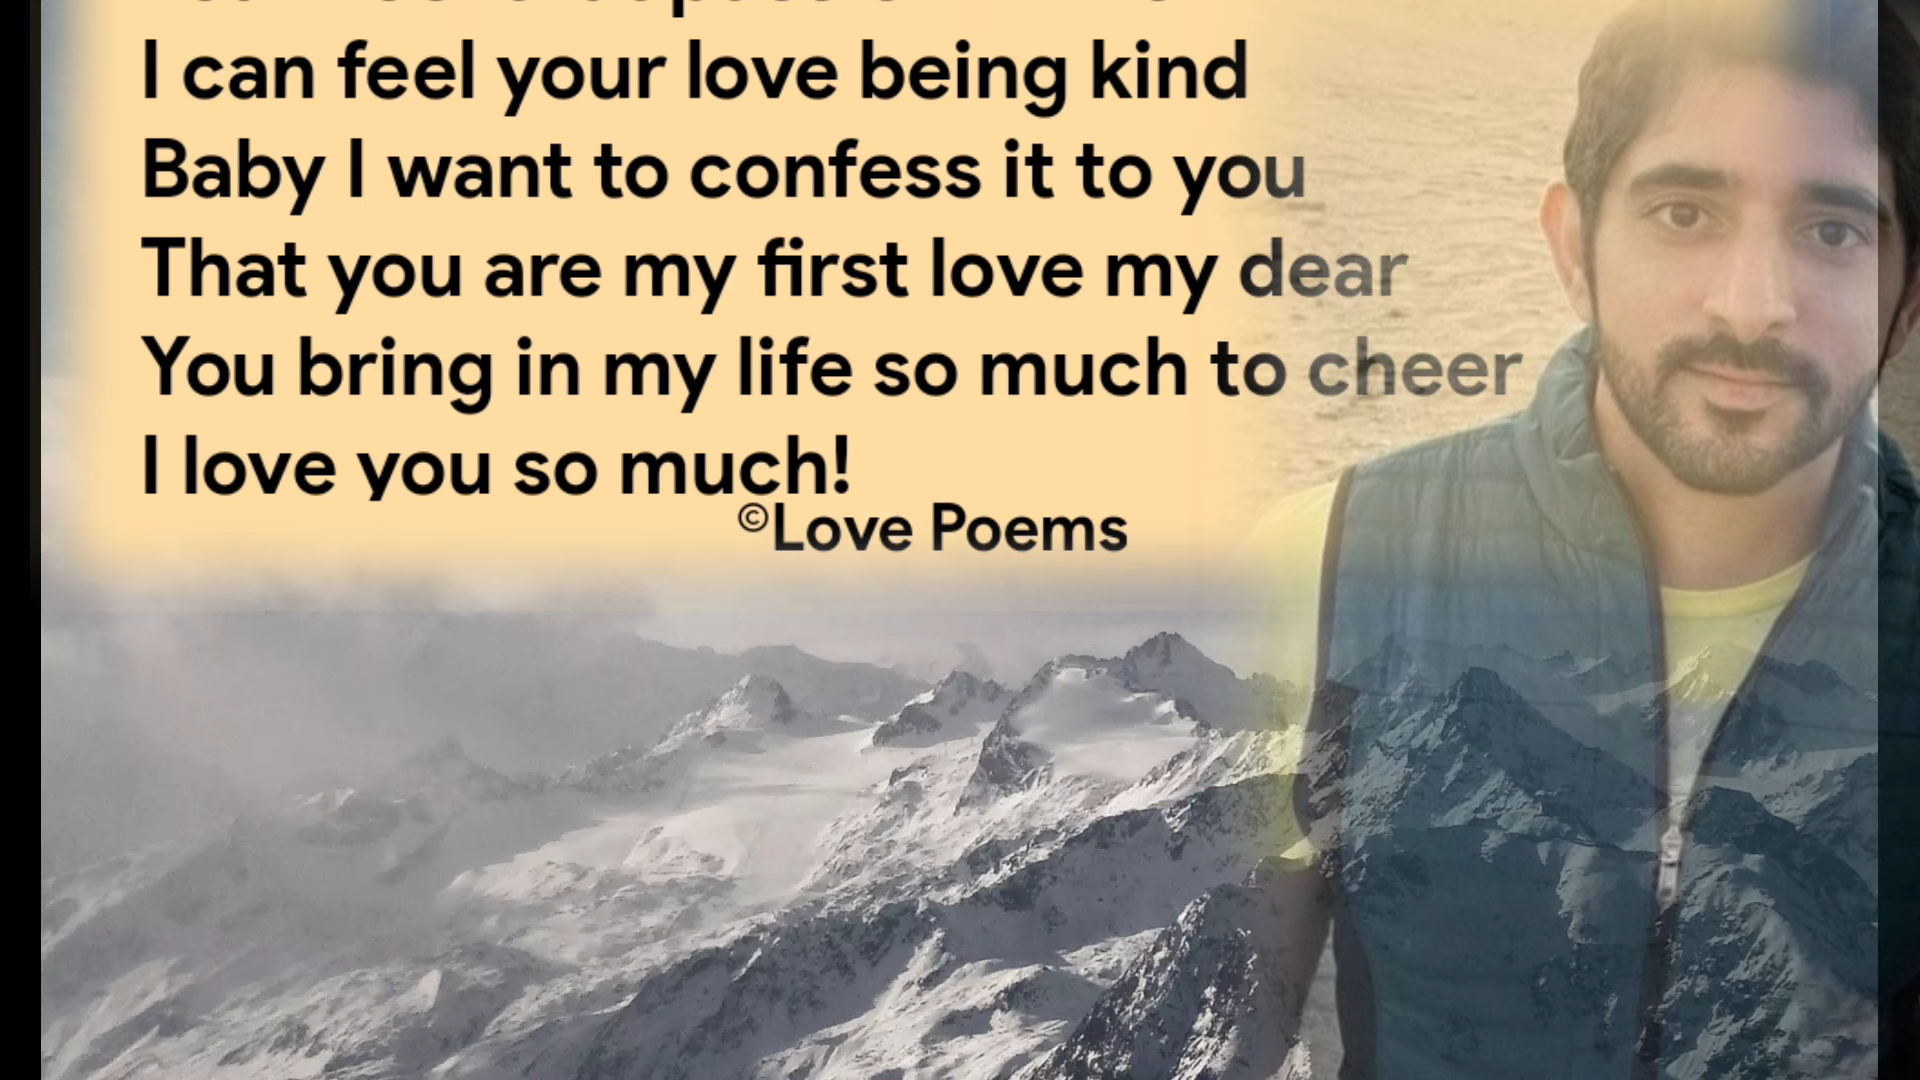 I can feel your love being kind
Baby I want to confess it to you
That you are my first love my dear
You bring in my life so much to cheer
I love you so much!
©Love Poems